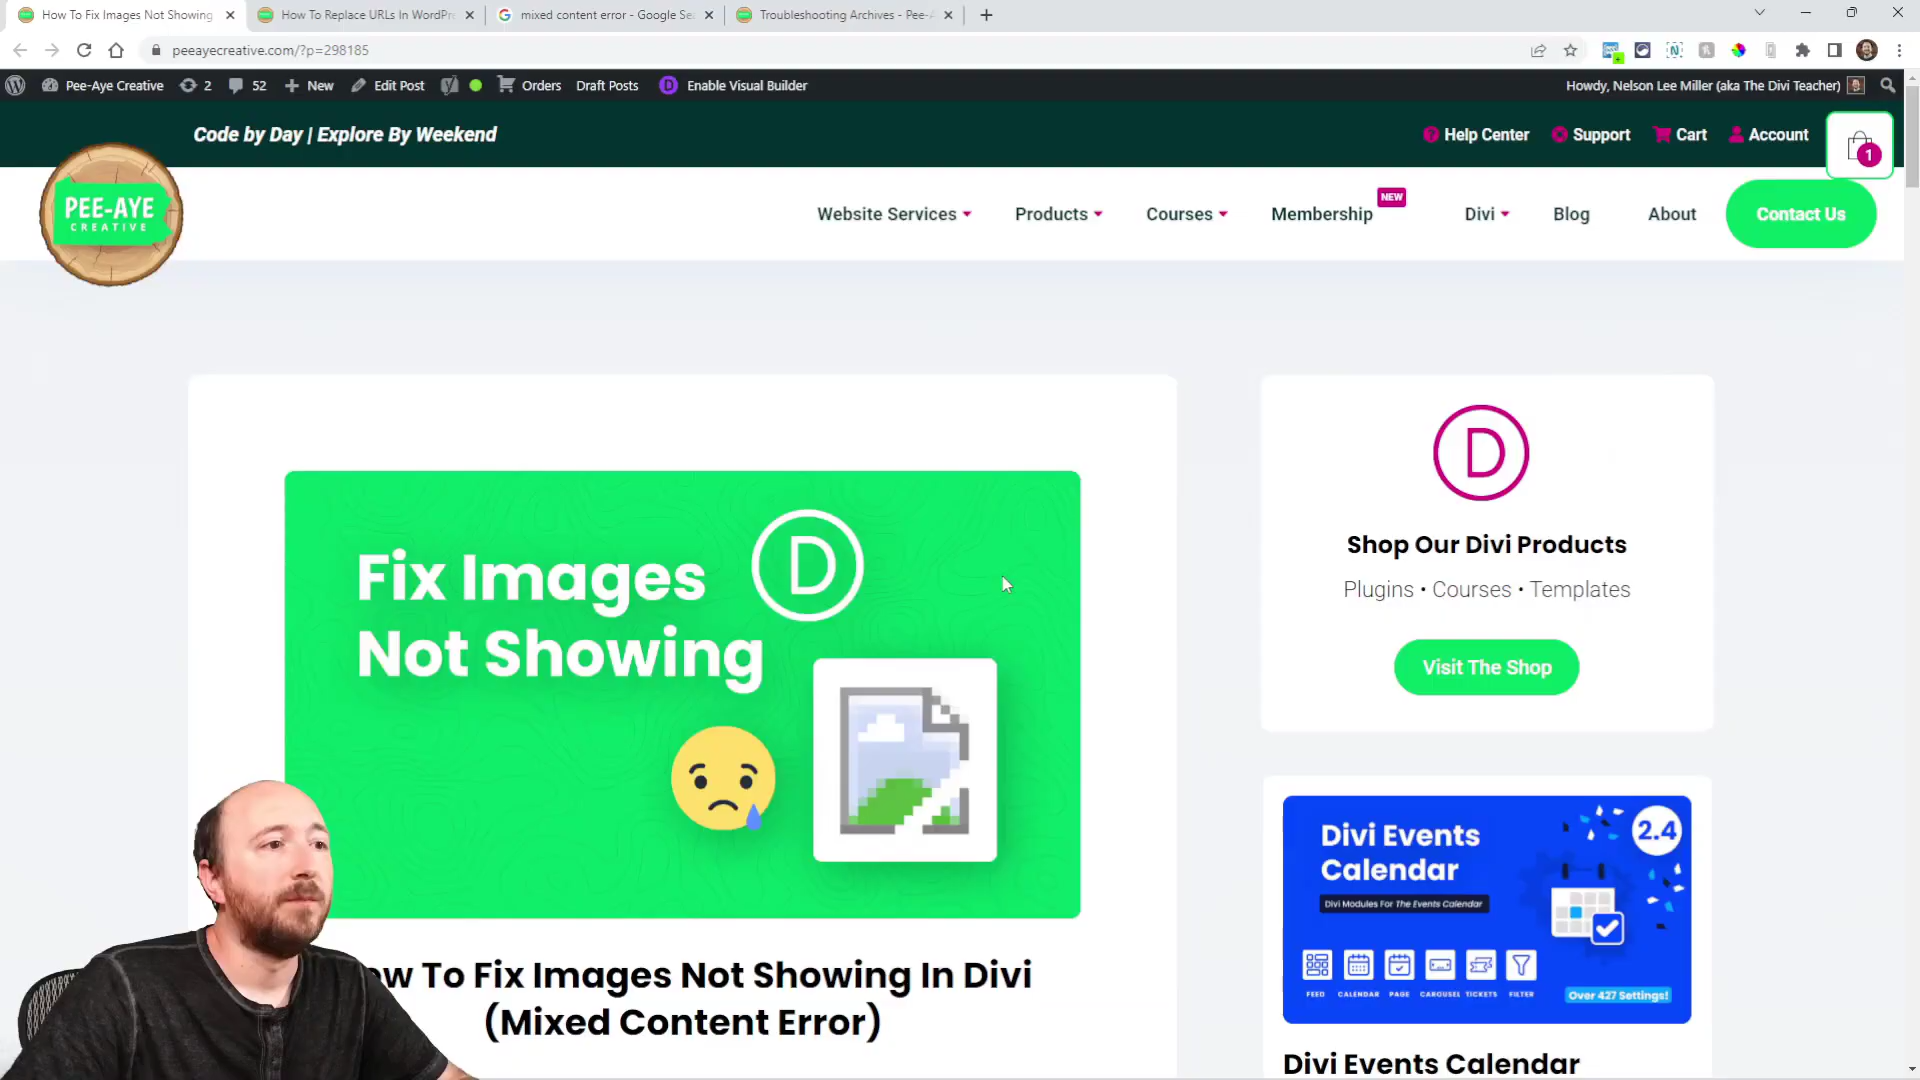 How To Fix Images Not Showing
How To Replace URLs In WordPr
mixed content error - Google Se
Troubleshooting Archives - Pee-A
peeayecreative.com/?p=298185
Pee-Aye Creative
2
52
New
Edit Post
Orders
Draft Posts
Enable Visual Builder
Howdy, Nelson Lee Miller (aka The Divi Teacher)
Code by Day | Explore By Weekend
Help Center
Support
Cart
Account
1
PEE-AYE
CREATIVE
Website Services
Products
Courses
Membership
NEW
Divi
Blog
About
Contact Us
Fix Images
Not Showing
D
ow To Fix Images Not Showing In Divi
(Mixed Content Error)
D
Shop Our Divi Products
Plugins • Courses • Templates
Visit The Shop
Divi Events
Calendar
2.4
Divi Modules For The Events Calendar
FEED
CALENDAR
PAGE
CAROUSEL
TICKETS
FILTER
Over 427 Settings!
Divi Events Calendar